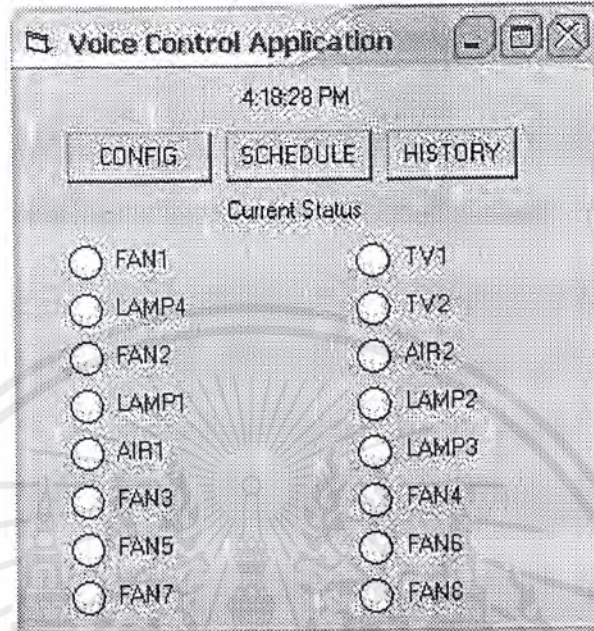 Voice Control Application
4:18:28 PM
CONFIG SCHEDULE HISTORY
Current Status
FAN1 TV1
LAMP4 TV2
FAN2 AIR2
LAMP1 LAMP2
AIR1 LAMP3
FAN3 FAN4
FAN5 FAN6
FAN7 FAN8